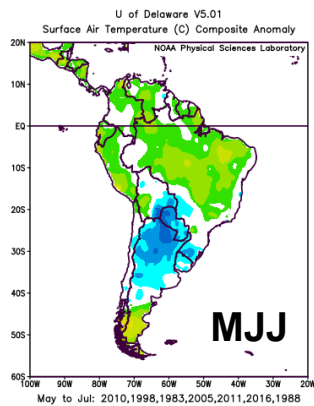 U of Delaware V5.01
Surface Air Temperature (C) Composite Anomaly
NOAA Physical Sciences Laboratory
20N
10N
EQ
10S
20S
30S
40S
50S
60S
MJJ
100W 90W 80W 70W 60W 50W 40W 30W 20W
May to Jul: 2010,1998,1983,2005,2011,2016,1988